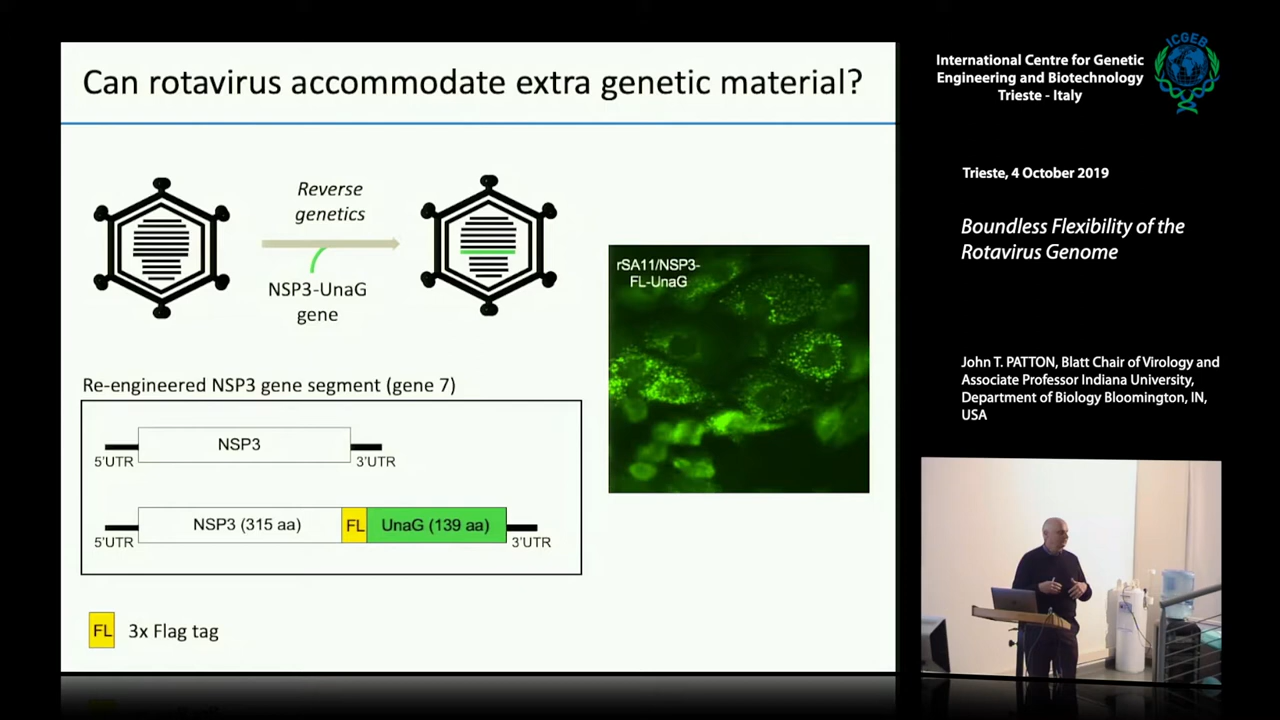 Can rotavirus accommodate extra genetic material?
Reverse
genetics
NSP3-UnaG
gene
rSA11/NSP3-
FL-UnaG
Re-engineered NSP3 gene segment (gene 7)
NSP3
5'UTR
3'UTR
NSP3 (315 aa)
FL
UnaG (139 aa)
5'UTR
3'UTR
FL
3x Flag tag
International Centre for Genetic
Engineering and Biotechnology
Trieste - Italy
ICGEB
Trieste, 4 October 2019
Boundless Flexibility of the
Rotavirus Genome
John T. PATTON, Blatt Chair of Virology and
Associate Professor Indiana University,
Department of Biology Bloomington, IN,
USA